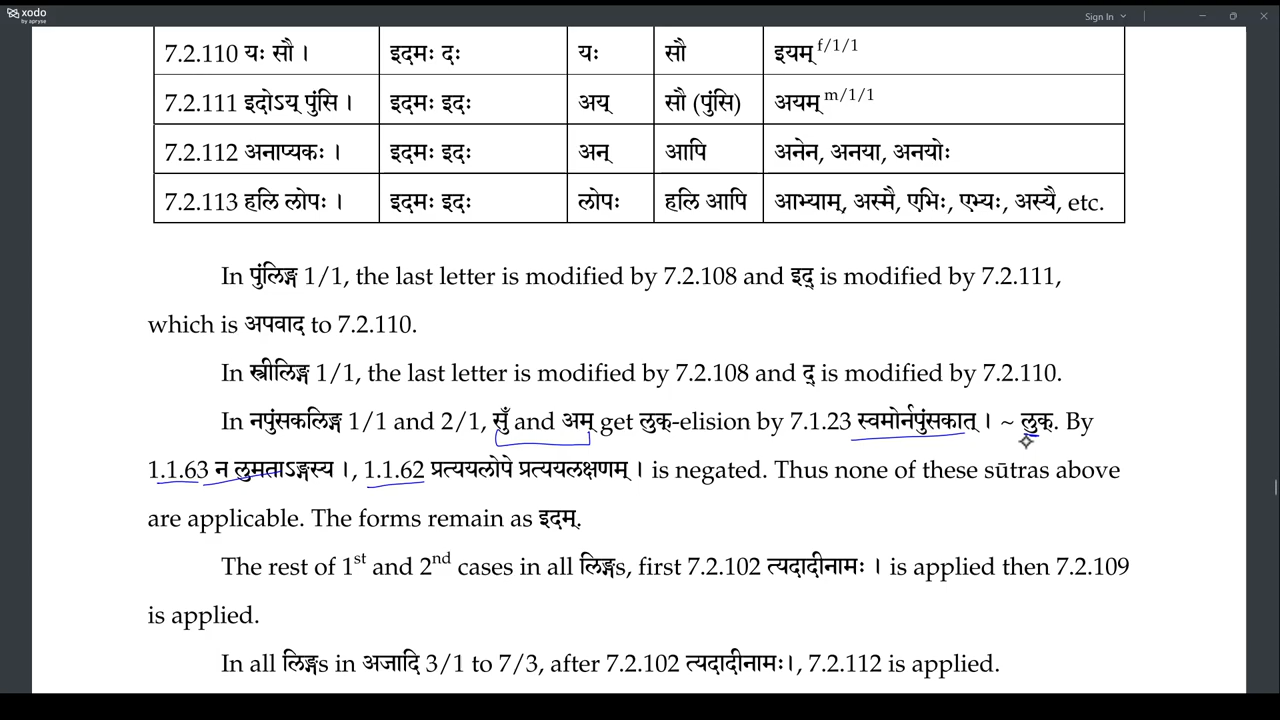 xodo
by apryse
Sign In
7.2.110 यः सौ । इदमः दः यः सौ इयम् f/1/1
7.2.111 इदोऽय् पुंसि । इदमः इदः अय् सौ (पुंसि) अयम् m/1/1
7.2.112 अनाप्यकः । इदमः इदः अन् आपि अनेन, अनया, अनयोः
7.2.113 हलि लोपः । इदमः इदः लोपः हलि आपि आभ्याम्, अस्मै, एभिः, एभ्यः, अस्यै, etc.
In पुंलिङ्ग 1/1, the last letter is modified by 7.2.108 and इद् is modified by 7.2.111,
which is अपवाद to 7.2.110.
In स्त्रीलिङ्ग 1/1, the last letter is modified by 7.2.108 and द् is modified by 7.2.110.
In नपुंसकलिङ्ग 1/1 and 2/1, सुँ and अम् get लुक्-elision by 7.1.23 स्वमोर्नपुंसकात् । ~ लुक्. By
1.1.63 न लुमताऽङ्गस्य ।, 1.1.62 प्रत्ययलोपे प्रत्ययलक्षणम् । is negated. Thus none of these sūtras above
are applicable. The forms remain as इदम्.
The rest of 1st and 2nd cases in all लिङ्गs, first 7.2.102 त्यदादीनामः । is applied then 7.2.109
is applied.
In all लिङ्गs in अजादि 3/1 to 7/3, after 7.2.102 त्यदादीनामः।, 7.2.112 is applied.